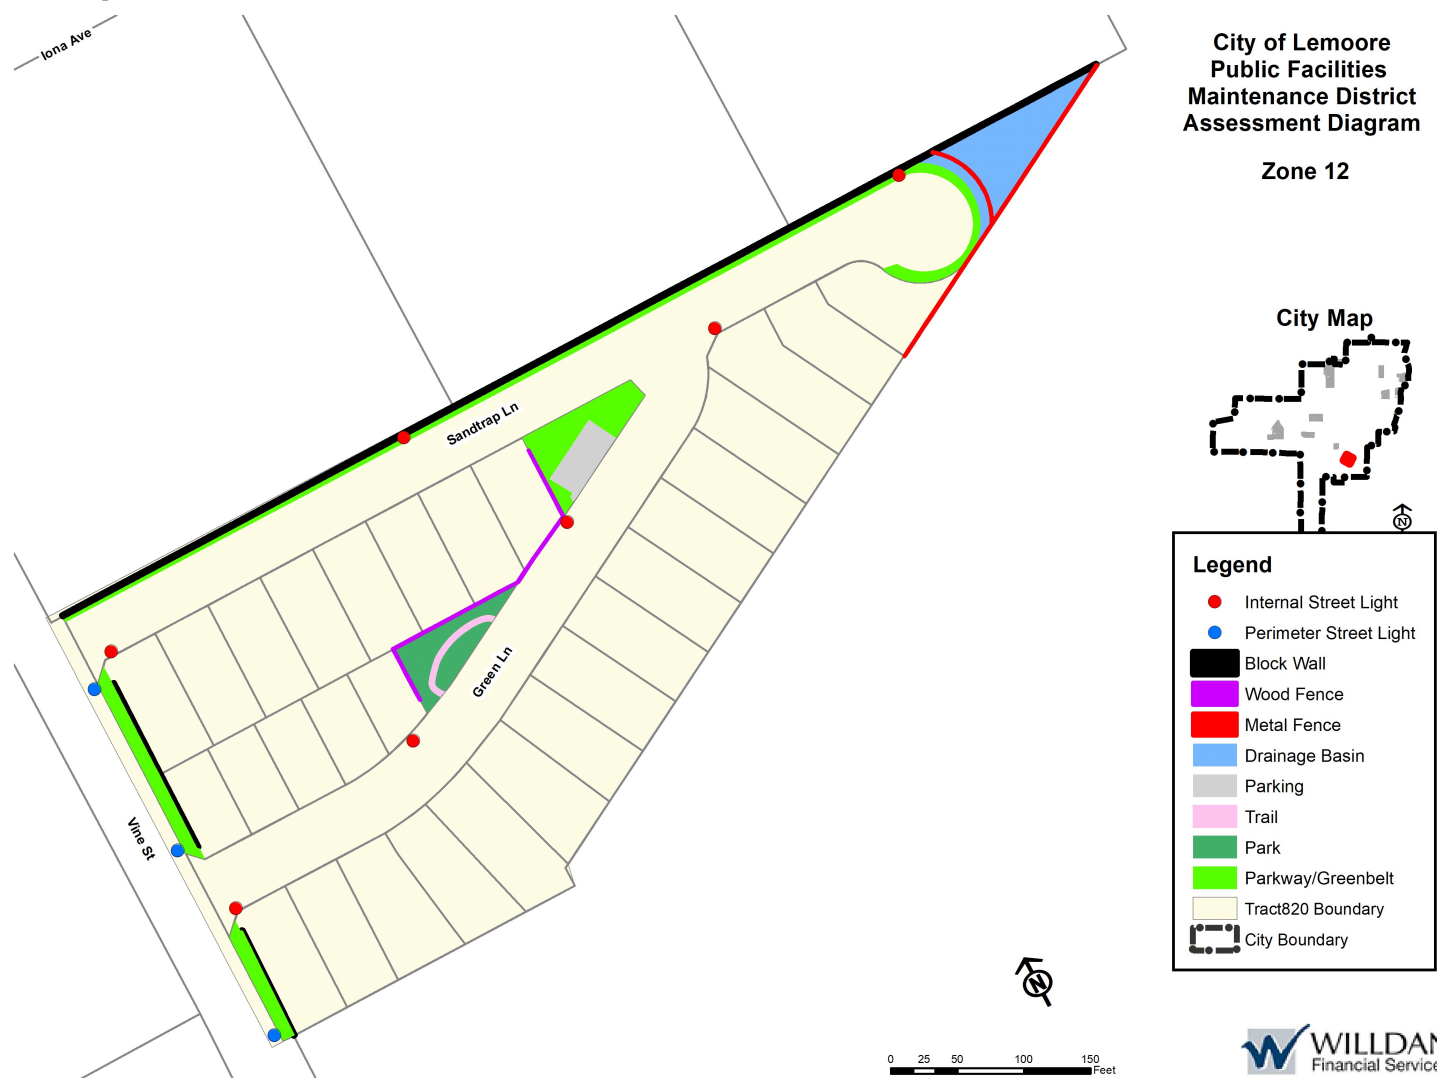 Iona Ave
City of Lemoore
Public Facilities
Maintenance District
Assessment Diagram
Zone 12
Sandtrap Ln
Green Ln
Vine St
City Map
N
Legend
Internal Street Light
Perimeter Street Light
Block Wall
Wood Fence
Metal Fence
Drainage Basin
Parking
Trail
Park
Parkway/Greenbelt
Tract820 Boundary
City Boundary
N
0 25 50 100 150
Feet
WILLDAN
Financial Service